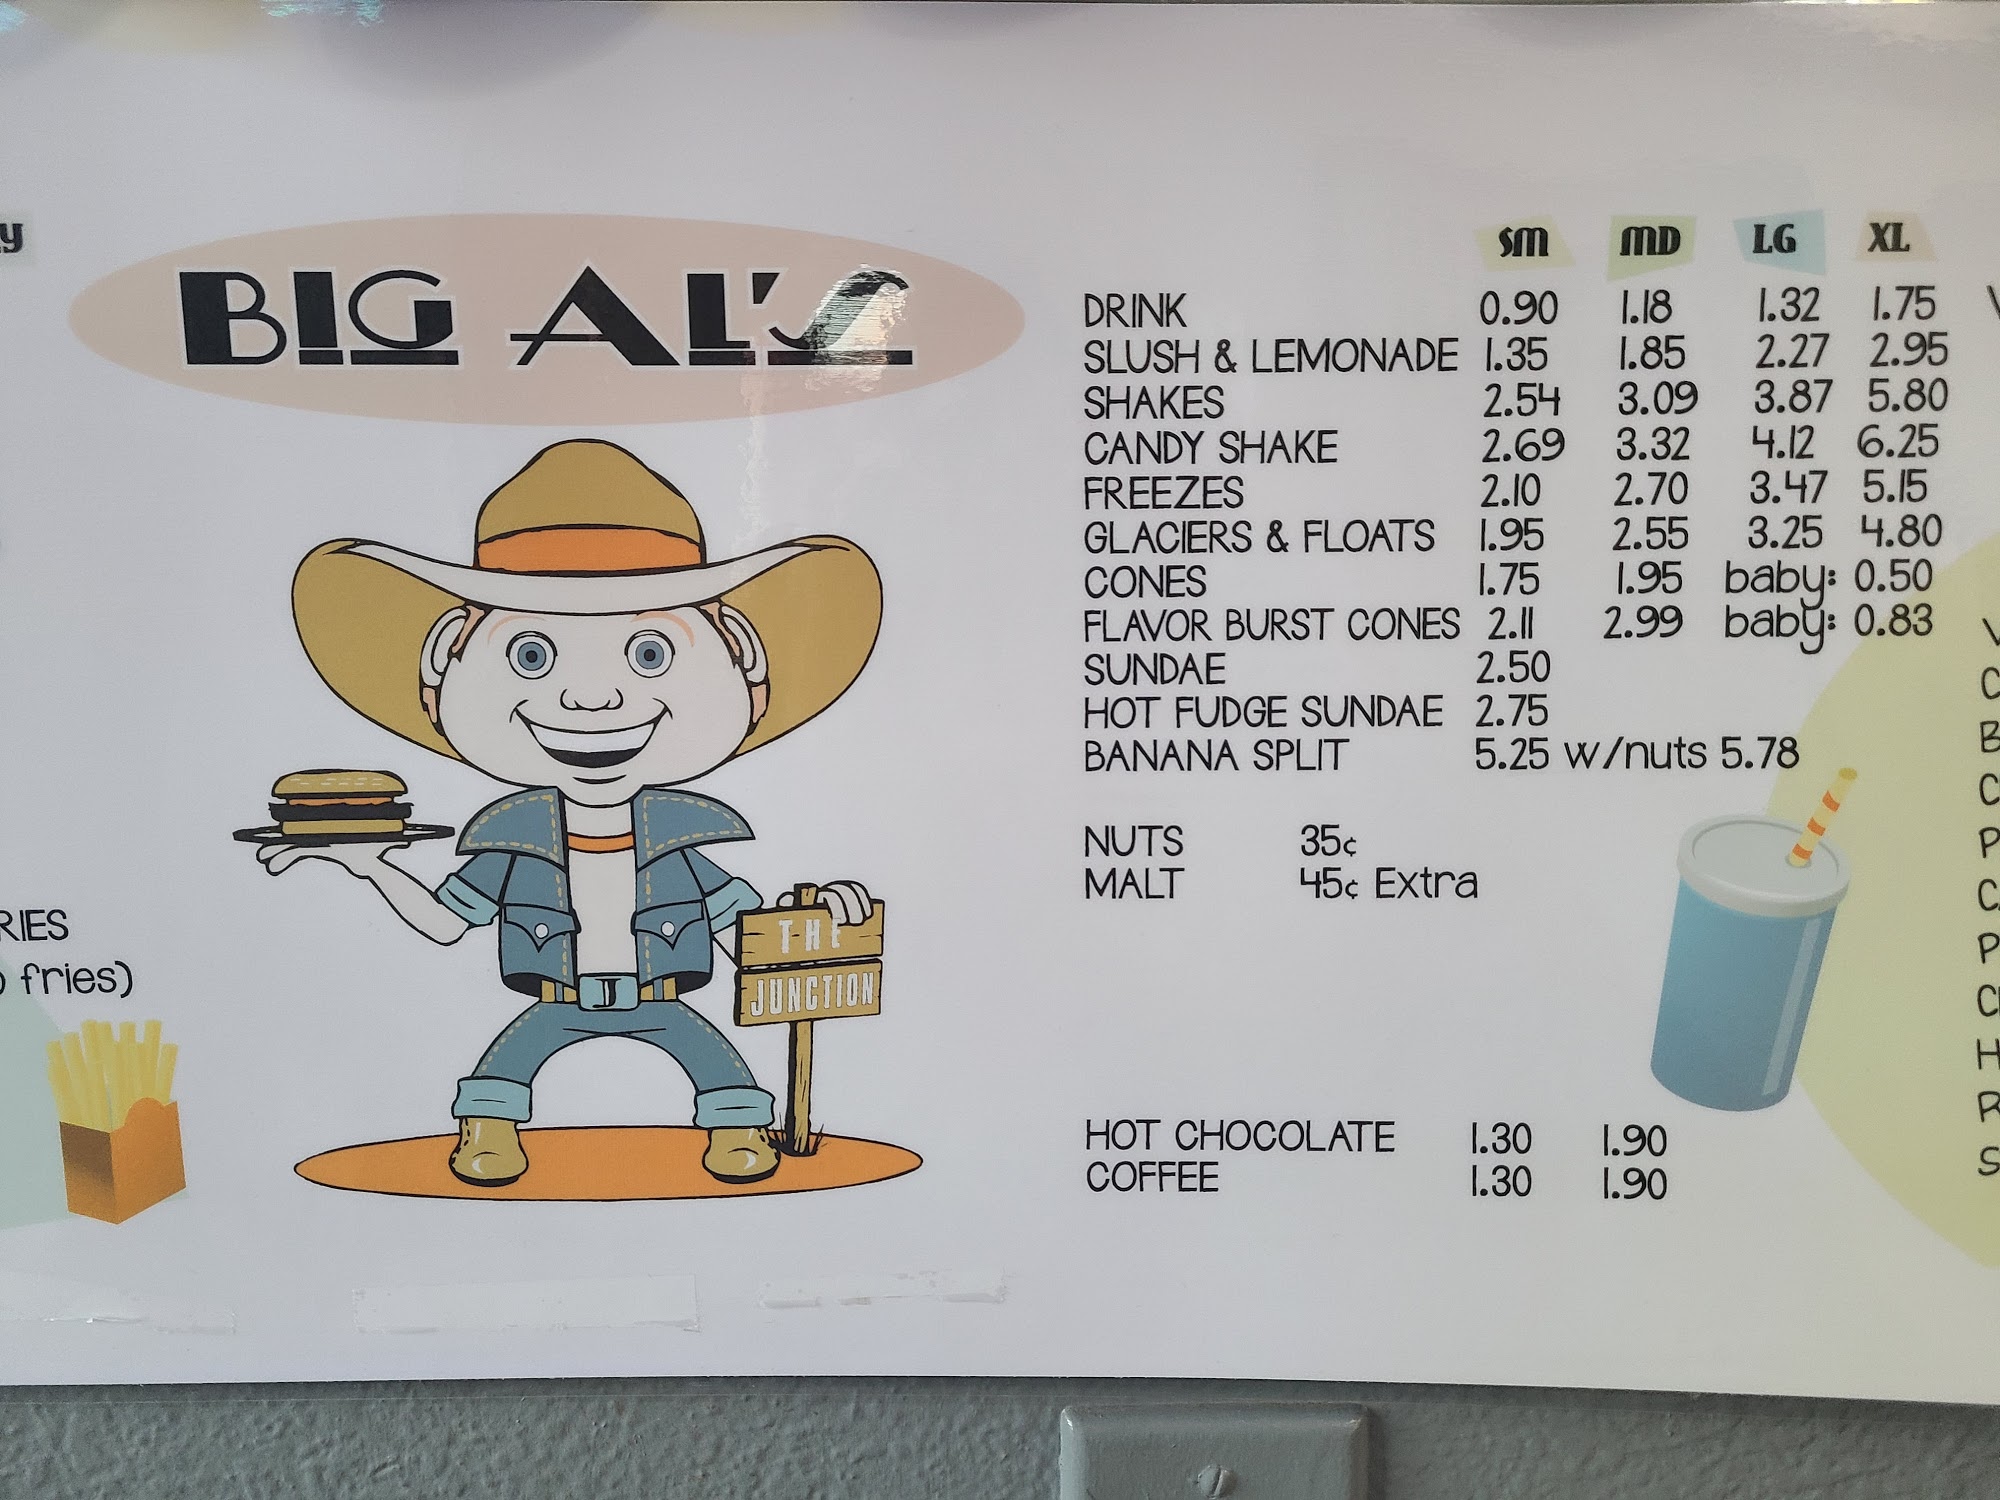 BIG AL'S
THE
JUNCTION
RIES
fries)
SM MD LG XL
DRINK 0.90 1.18 1.32 1.75
SLUSH & LEMONADE 1.35 1.85 2.27 2.95
SHAKES 2.54 3.09 3.87 5.80
CANDY SHAKE 2.69 3.32 4.12 6.25
FREEZES 2.10 2.70 3.47 5.15
GLACIERS & FLOATS 1.95 2.55 3.25 4.80
CONES 1.75 1.95 baby: 0.50
FLAVOR BURST CONES 2.11 2.99 baby: 0.83
SUNDAE 2.50
HOT FUDGE SUNDAE 2.75
BANANA SPLIT 5.25 w/nuts 5.78
NUTS 35¢
MALT 45¢ Extra
HOT CHOCOLATE 1.30 1.90
COFFEE 1.30 1.90